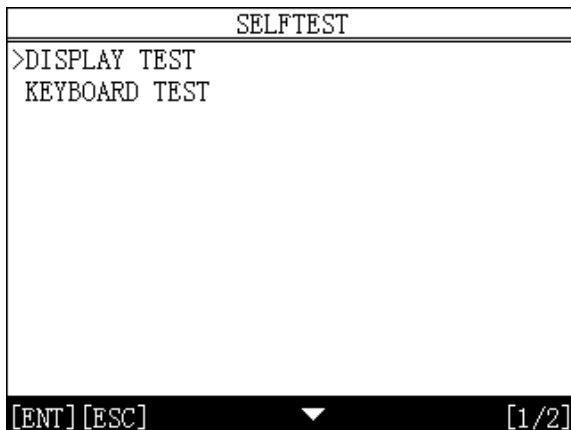 SELFTEST
>DISPLAY TEST
KEYBOARD TEST
[ENT][ESC] [1/2]